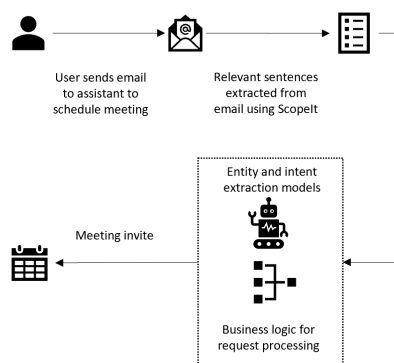 User sends email
to assistant to
schedule meeting
Relevant sentences
extracted from
email using ScopeIt
Entity and intent
extraction models
Meeting invite
Business logic for
request processing